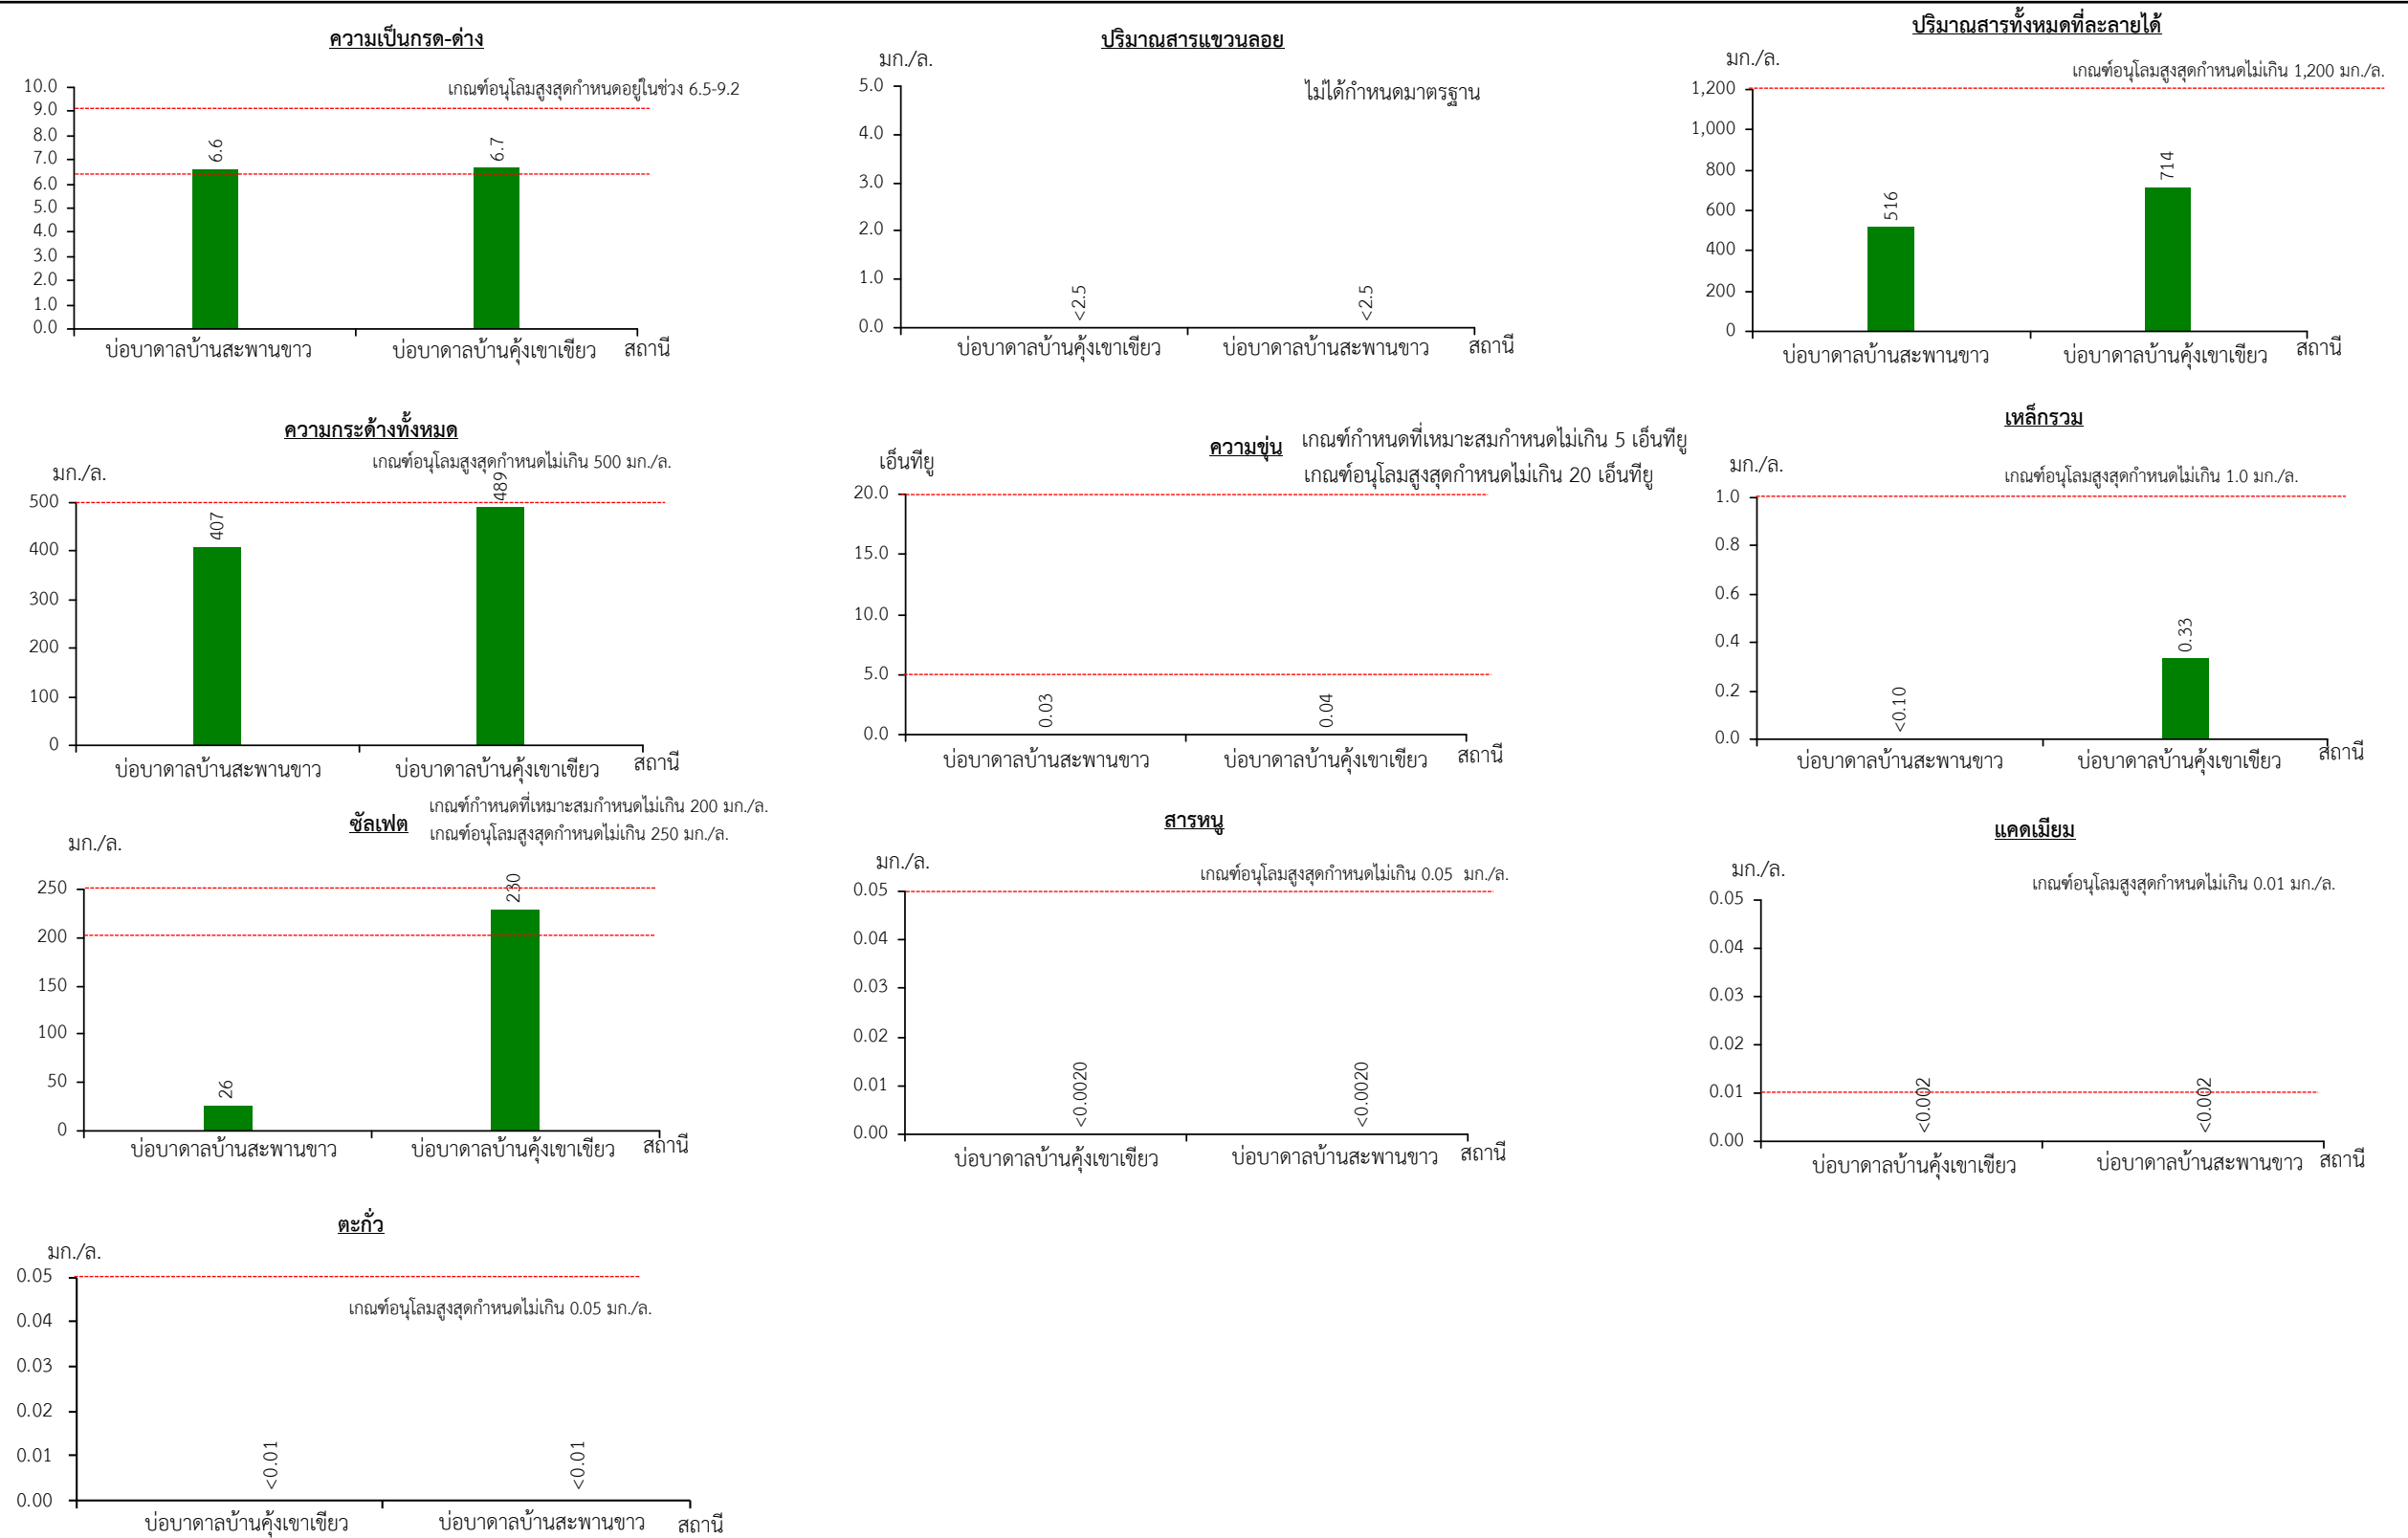 ความเป็นกรด-ด่าง
เกณฑ์อนุโลมสูงสุดกำหนดอยู่ในช่วง 6.5-9.2
10.0
9.0
8.0
7.0
6.0
5.0
4.0
3.0
2.0
1.0
0.0
6.6
6.7
บ่อบาดาลบ้านสะพานขาว
บ่อบาดาลบ้านคุ้งเขาเขียว
สถานี
ปริมาณสารแขวนลอย
มก./ล.
ไม่ได้กำหนดมาตรฐาน
5.0
4.0
3.0
2.0
1.0
0.0
<2.5
<2.5
บ่อบาดาลบ้านคุ้งเขาเขียว
บ่อบาดาลบ้านสะพานขาว
สถานี
ปริมาณสารทั้งหมดที่ละลายได้
มก./ล.
เกณฑ์อนุโลมสูงสุดกำหนดไม่เกิน 1,200 มก./ล.
1,200
1,000
800
600
400
200
0
516
714
บ่อบาดาลบ้านสะพานขาว
บ่อบาดาลบ้านคุ้งเขาเขียว
สถานี
ความกระด้างทั้งหมด
เกณฑ์อนุโลมสูงสุดกำหนดไม่เกิน 500 มก./ล.
มก./ล.
500
400
300
200
100
0
407
489
บ่อบาดาลบ้านสะพานขาว
บ่อบาดาลบ้านคุ้งเขาเขียว
สถานี
ความขุ่น
เกณฑ์กำหนดที่เหมาะสมกำหนดไม่เกิน 5 เอ็นทียู
เกณฑ์อนุโลมสูงสุดกำหนดไม่เกิน 20 เอ็นทียู
เอ็นทียู
20.0
15.0
10.0
5.0
0.0
0.03
0.04
บ่อบาดาลบ้านสะพานขาว
บ่อบาดาลบ้านคุ้งเขาเขียว
สถานี
เหล็กรวม
มก./ล.
เกณฑ์อนุโลมสูงสุดกำหนดไม่เกิน 1.0 มก./ล.
1.0
0.8
0.6
0.4
0.2
0.0
<0.10
0.33
บ่อบาดาลบ้านสะพานขาว
บ่อบาดาลบ้านคุ้งเขาเขียว
สถานี
ซัลเฟต
เกณฑ์กำหนดที่เหมาะสมกำหนดไม่เกิน 200 มก./ล.
เกณฑ์อนุโลมสูงสุดกำหนดไม่เกิน 250 มก./ล.
มก./ล.
250
200
150
100
50
0
26
230
บ่อบาดาลบ้านสะพานขาว
บ่อบาดาลบ้านคุ้งเขาเขียว
สถานี
สารหนู
มก./ล.
เกณฑ์อนุโลมสูงสุดกำหนดไม่เกิน 0.05 มก./ล.
0.05
0.04
0.03
0.02
0.01
0.00
<0.0020
<0.0020
บ่อบาดาลบ้านคุ้งเขาเขียว
บ่อบาดาลบ้านสะพานขาว
สถานี
แคดเมียม
มก./ล.
เกณฑ์อนุโลมสูงสุดกำหนดไม่เกิน 0.01 มก./ล.
0.05
0.04
0.03
0.02
0.01
0.00
<0.002
<0.002
บ่อบาดาลบ้านคุ้งเขาเขียว
บ่อบาดาลบ้านสะพานขาว
สถานี
ตะกั่ว
มก./ล.
เกณฑ์อนุโลมสูงสุดกำหนดไม่เกิน 0.05 มก./ล.
0.05
0.04
0.03
0.02
0.01
0.00
<0.01
<0.01
บ่อบาดาลบ้านคุ้งเขาเขียว
บ่อบาดาลบ้านสะพานขาว
สถานี